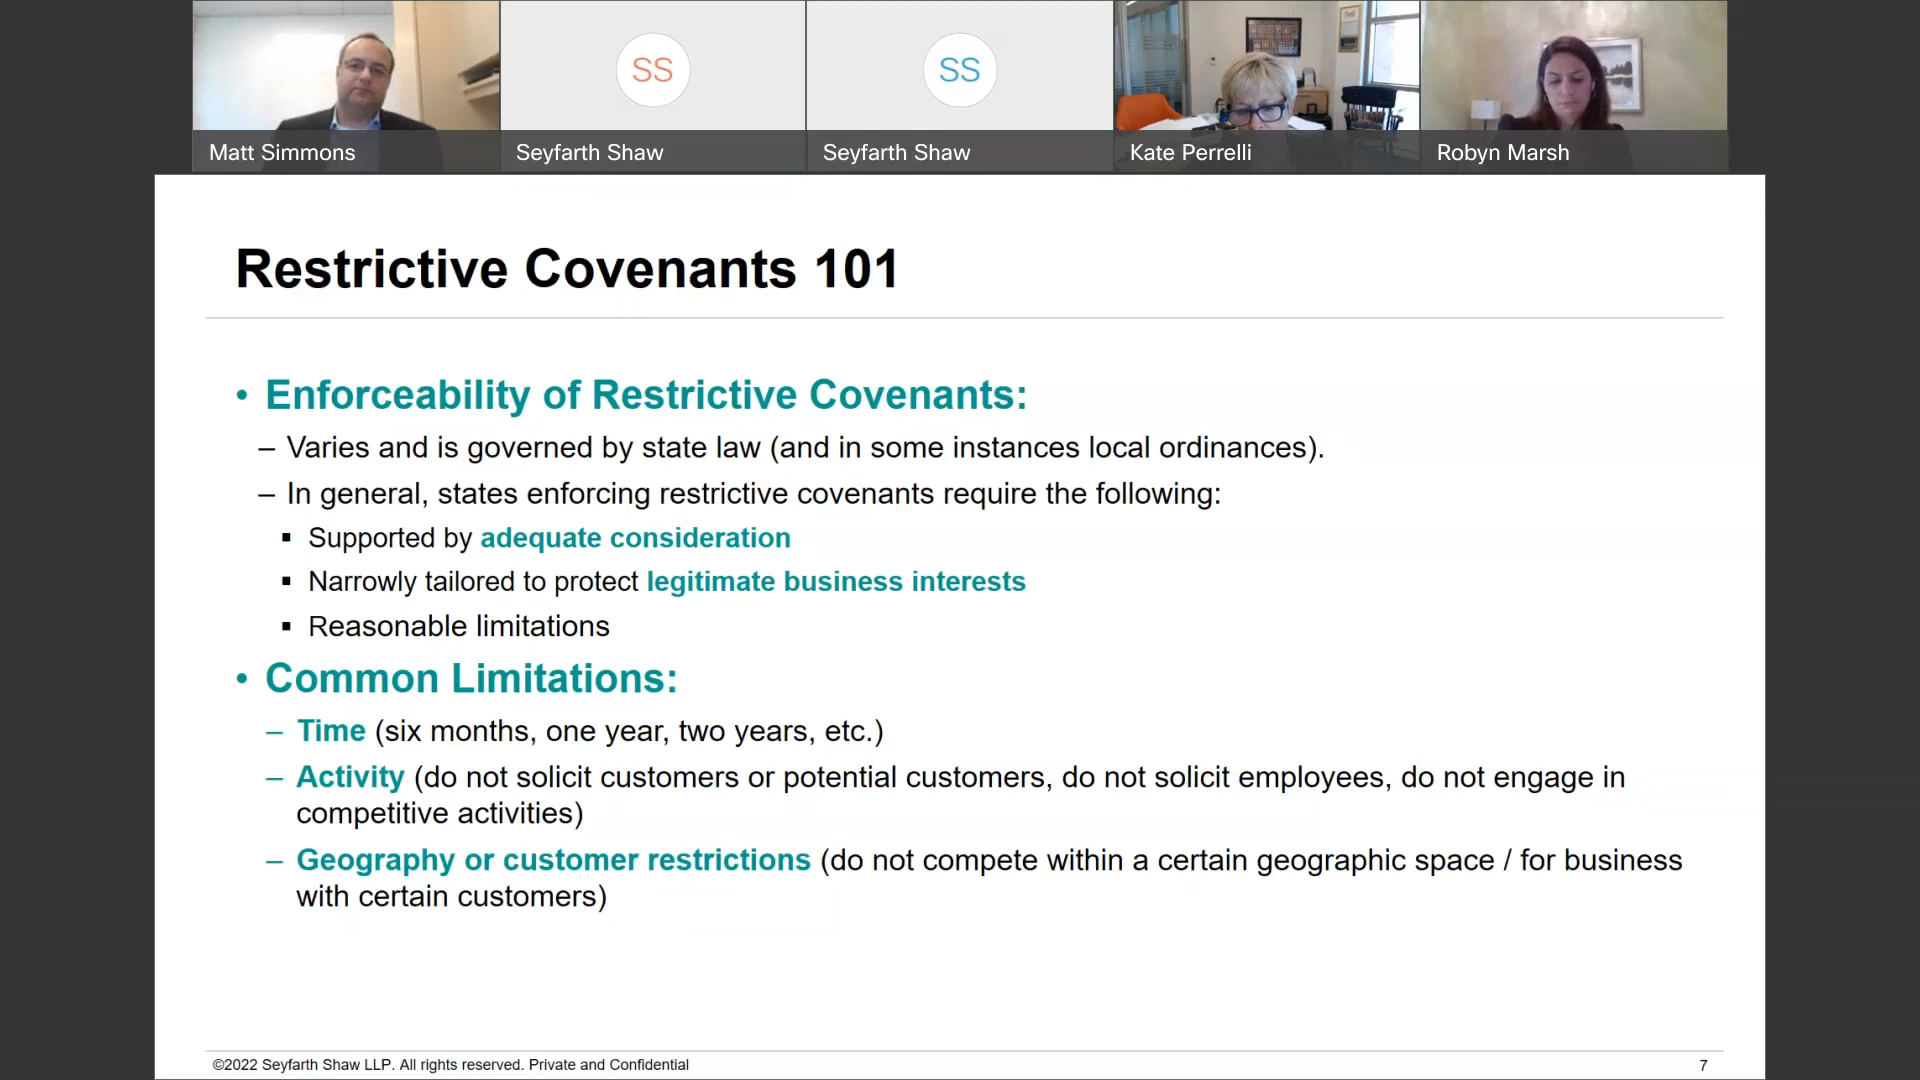 SS
SS
Matt Simmons
Seyfarth Shaw
Seyfarth Shaw
Kate Perrelli
Robyn Marsh
Restrictive Covenants 101
• Enforceability of Restrictive Covenants:
– Varies and is governed by state law (and in some instances local ordinances).
– In general, states enforcing restrictive covenants require the following:
▪ Supported by adequate consideration
▪ Narrowly tailored to protect legitimate business interests
▪ Reasonable limitations
• Common Limitations:
– Time (six months, one year, two years, etc.)
– Activity (do not solicit customers or potential customers, do not solicit employees, do not engage in
competitive activities)
– Geography or customer restrictions (do not compete within a certain geographic space / for business
with certain customers)
©2022 Seyfarth Shaw LLP. All rights reserved. Private and Confidential
7